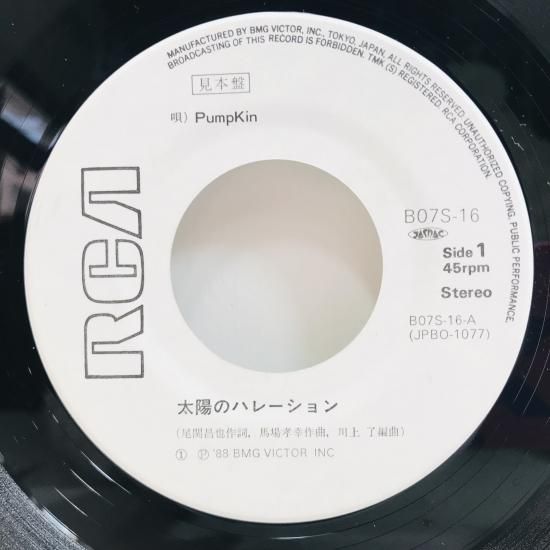 MANUFACTURED BY BMG VICTOR, INC., TOKYO, JAPAN. ALL RIGHTS RESERVED. UNAUTHORIZED COPYING, PUBLIC PERFORMANCE,
BROADCASTING OF THIS RECORD IS FORBIDDEN. TMK (S) REGISTERED. RCA CORPORATION.
見本盤
唄) PumpKin
RCA
B07S-16
JASRAC
Side 1
45rpm
Stereo
B07S-16-A
(JPBO-1077)
太陽のハレーション
(尾関昌也作詞, 馬場孝幸作曲, 川上 了編曲)
① Ⓟ '88 BMG VICTOR INC